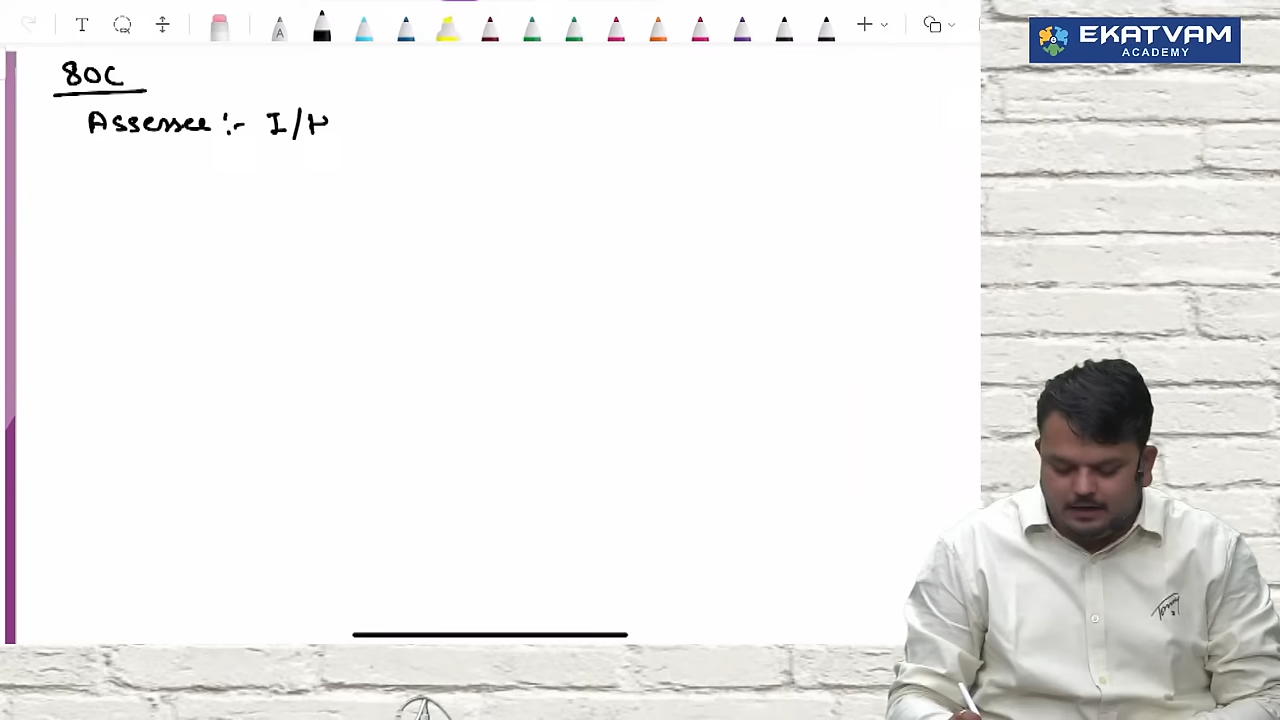 80C
Assessee :- I/H
T
A
EKATVAM
ACADEMY